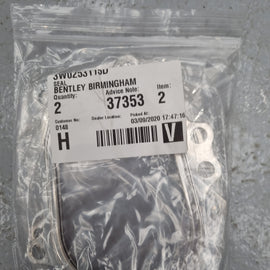 3W0253115D
SEAL
BENTLEY BIRMINGHAM
Quantity: Advice Note: Item:
2 37353 2
Customer No: Dealer Location: Picked At:
0148 03/09/2020 17:47:10
H V